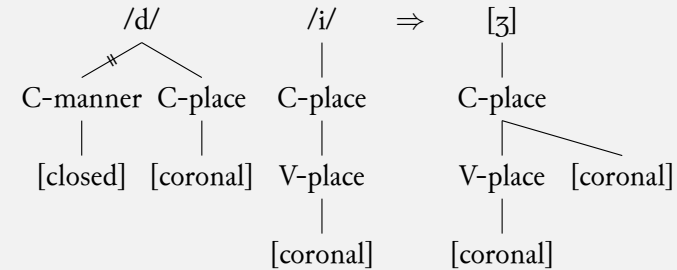 /d/ /i/ ⇒ [ʒ]
C-manner C-place C-place C-place
[closed] [coronal] V-place V-place [coronal]
[coronal] [coronal]